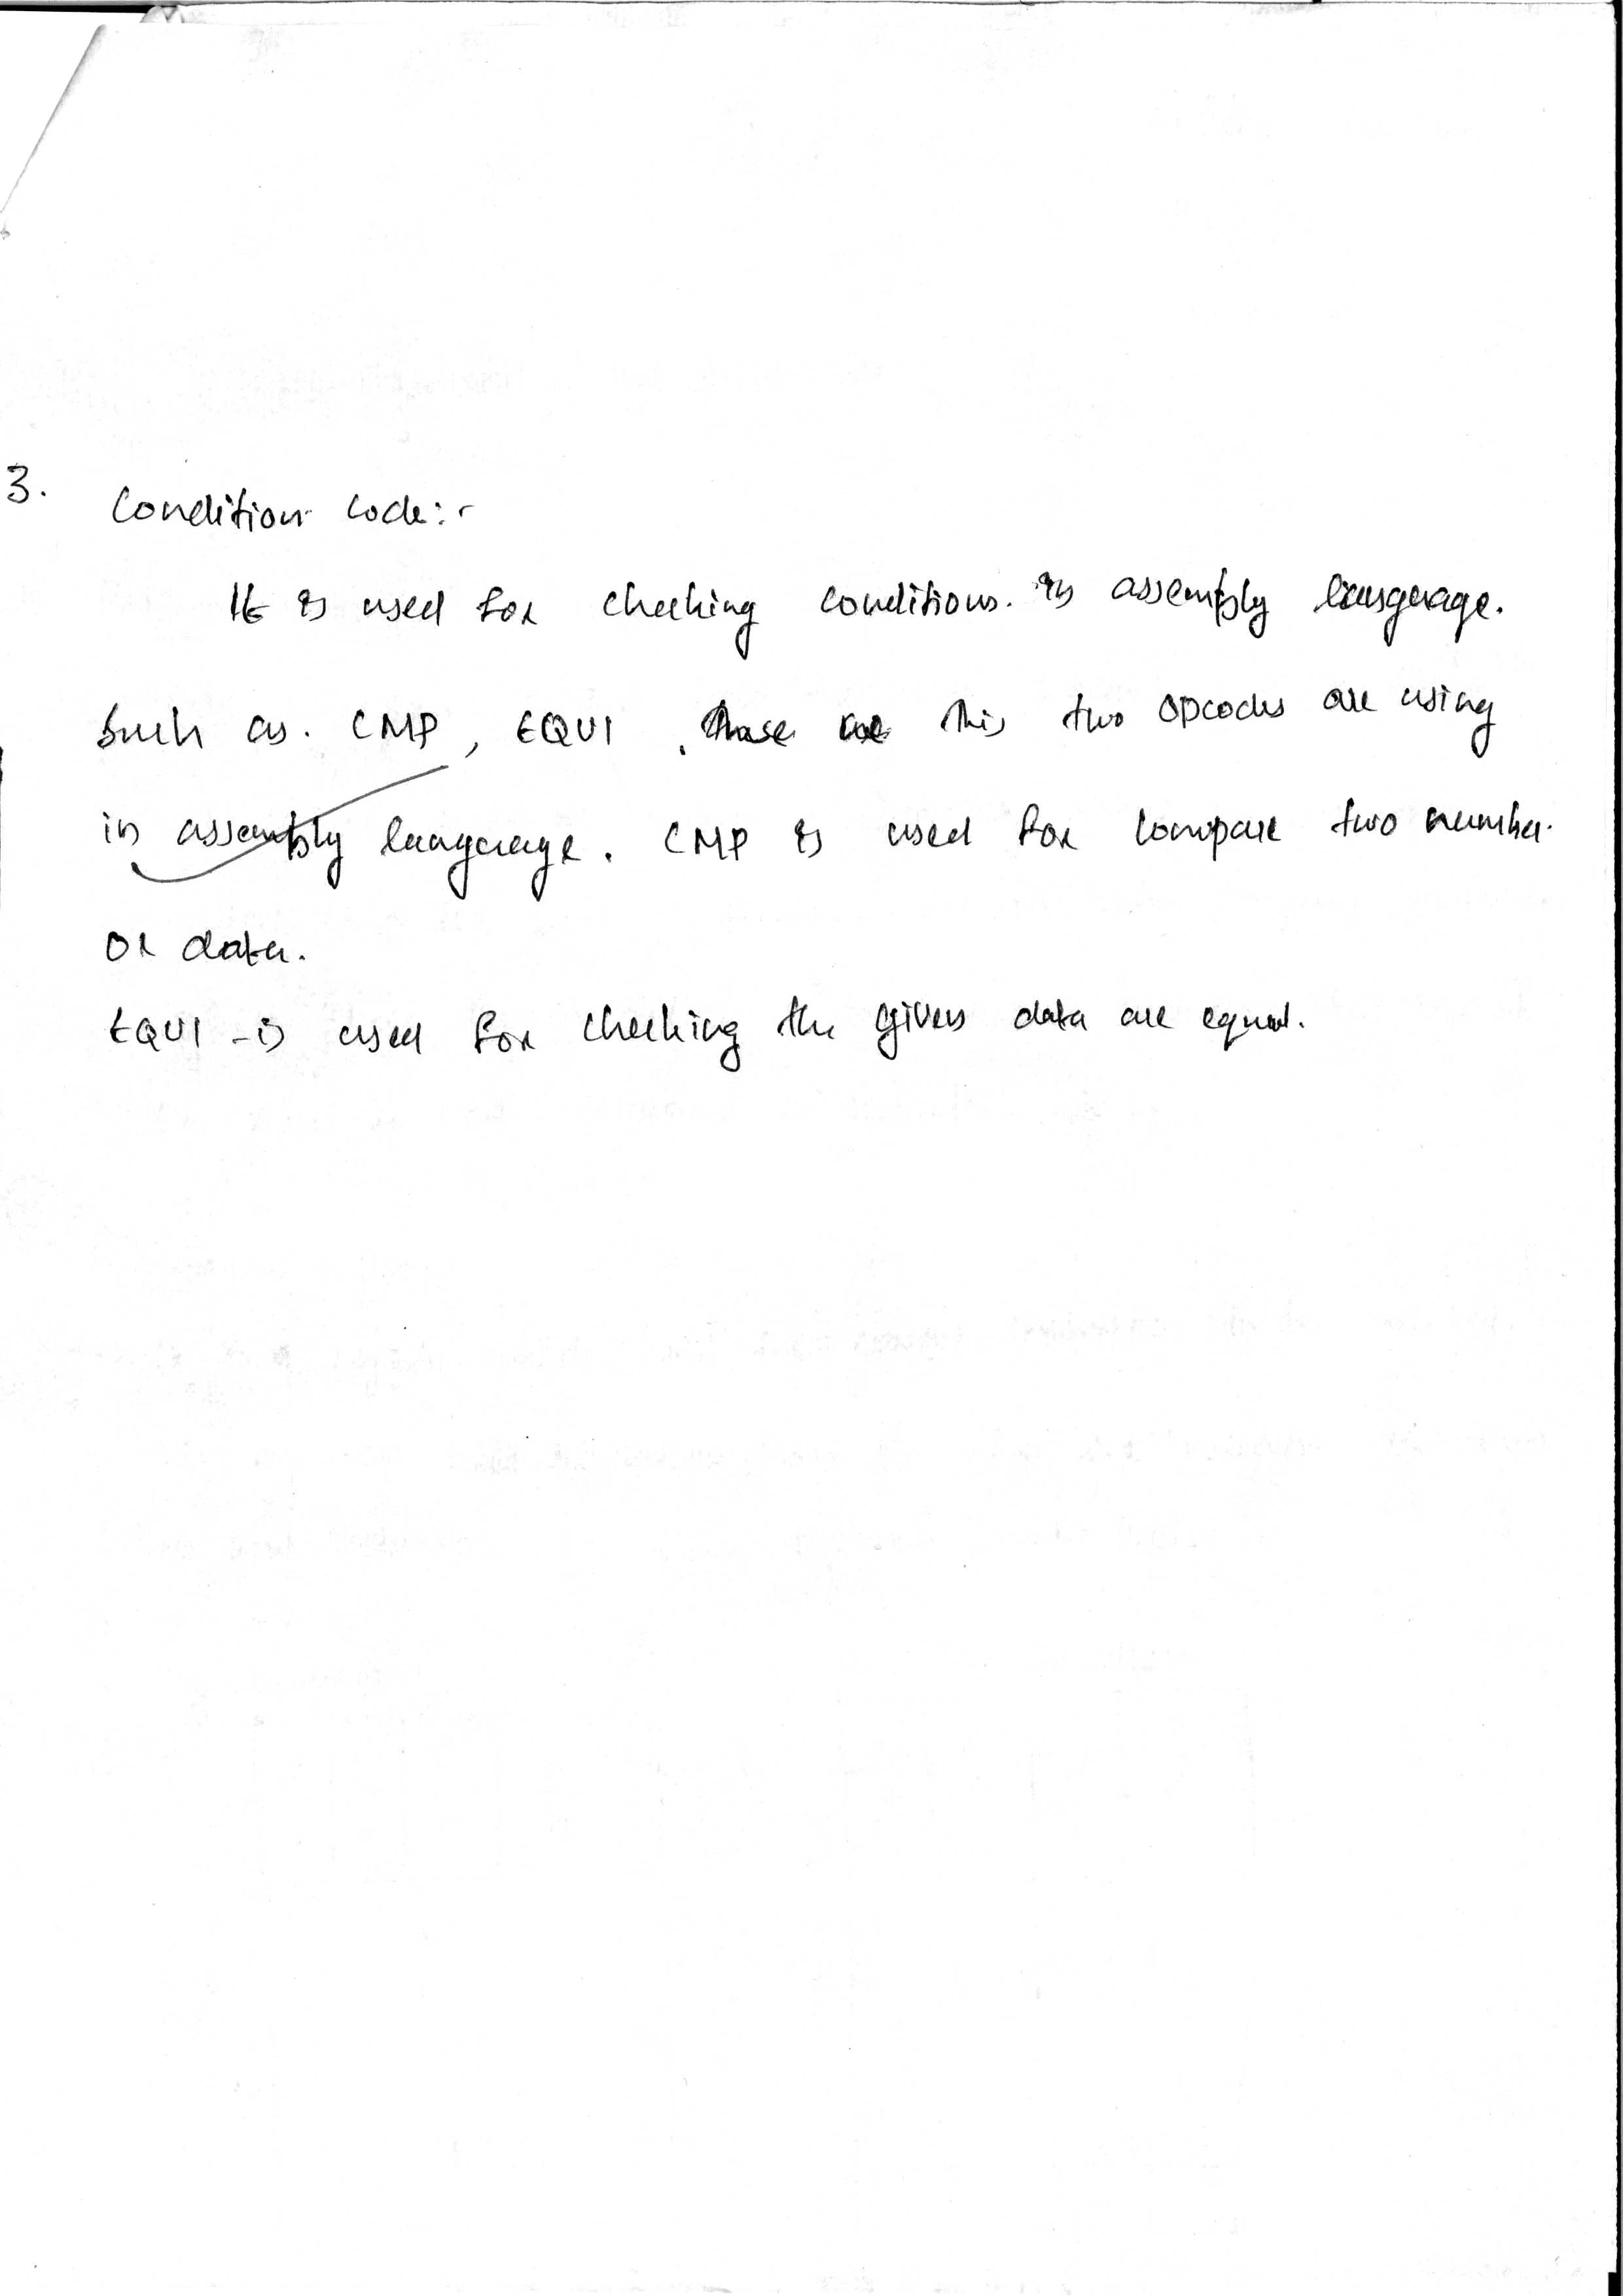 3. Condition code:-
It is used for checking conditions. in assembly language.
Such as. CMP, EQUI . this two opcodes are using
in assembly language. CMP is used for compare two number.
or data.
EQUI - is used for checking the given data are equal.